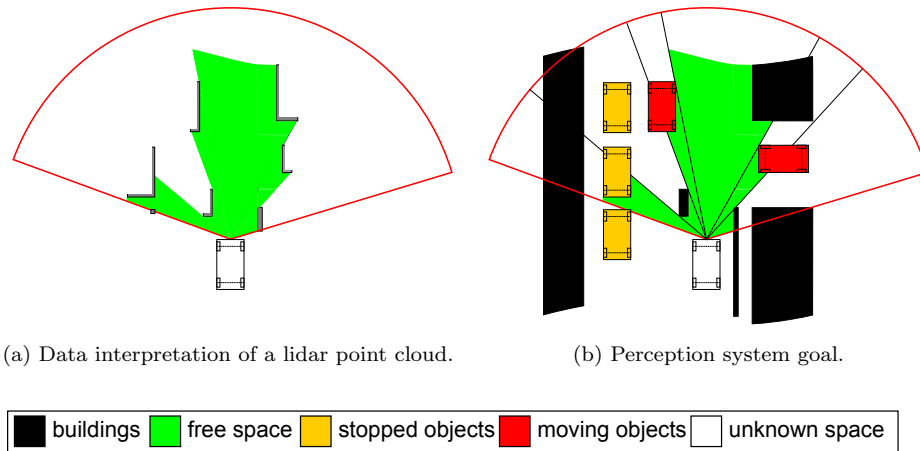 (a) Data interpretation of a lidar point cloud.
(b) Perception system goal.
buildings free space stopped objects moving objects unknown space